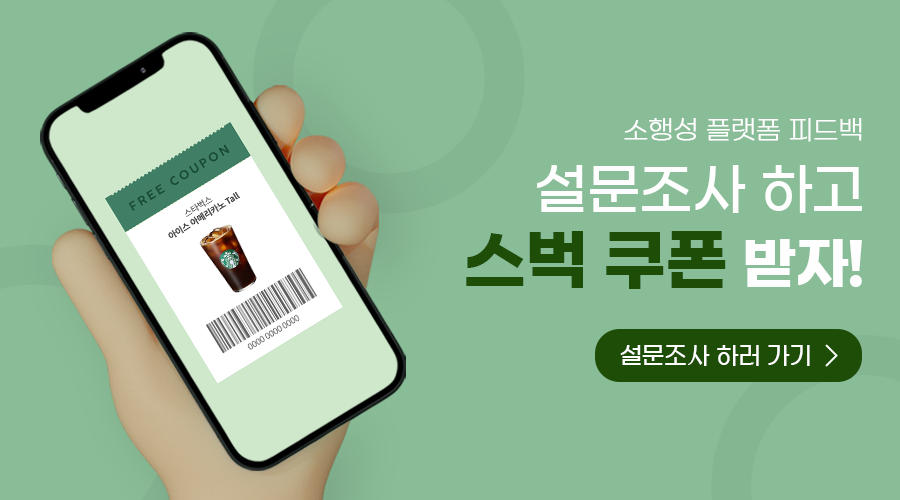 FREE COUPON
스타벅스
아이스 아메리카노 Tall
0000 0000 0000
소행성 플랫폼 피드백
설문조사 하고
스벅 쿠폰 받자!
설문조사 하러 가기 >